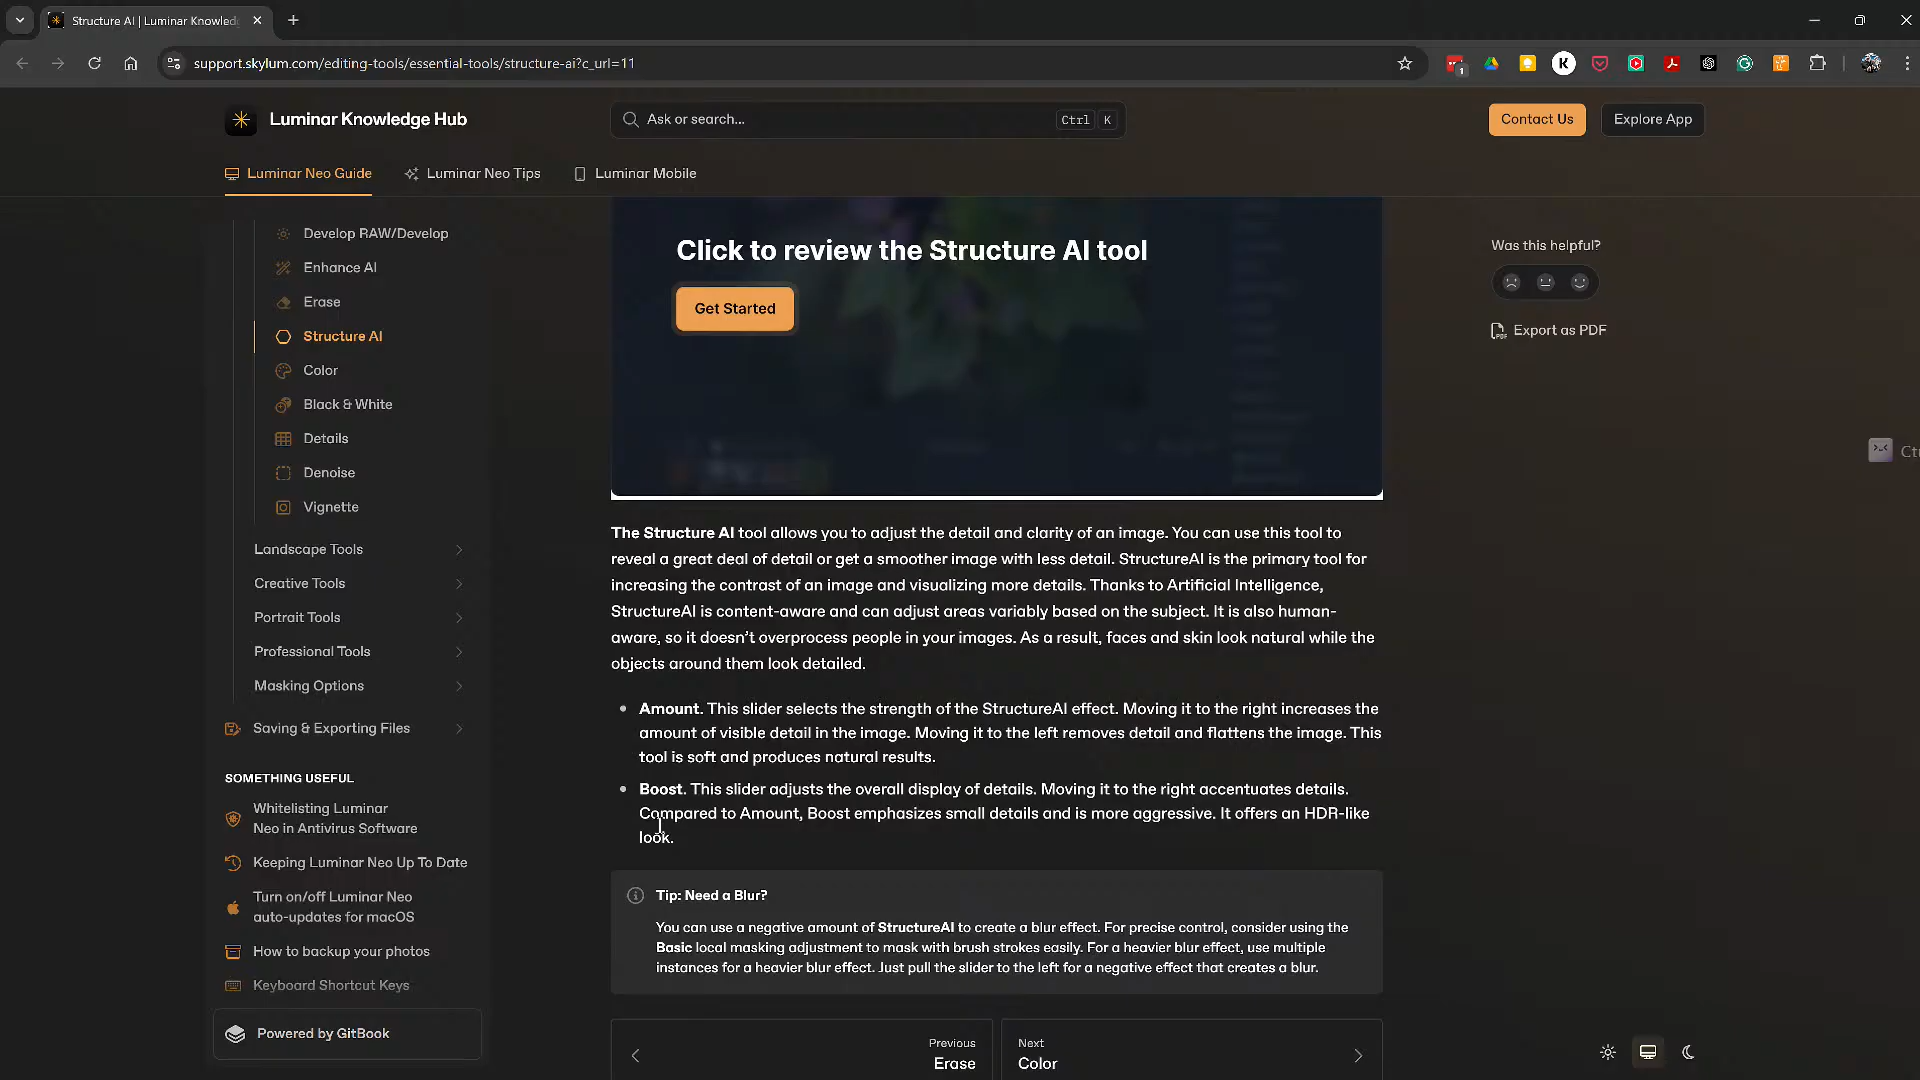 Structure AI | Luminar Knowled
support.skylum.com/editing-tools/essential-tools/structure-ai?c_url=11
1
Luminar Knowledge Hub
Ask or search...
Ctrl K
Contact Us
Explore App
Luminar Neo Guide
Luminar Neo Tips
Luminar Mobile
Develop RAW/Develop
Enhance AI
Erase
Structure AI
Color
Black & White
Details
Denoise
Vignette
Landscape Tools
Creative Tools
Portrait Tools
Professional Tools
Masking Options
Saving & Exporting Files
SOMETHING USEFUL
Whitelisting Luminar
Neo in Antivirus Software
Keeping Luminar Neo Up To Date
Turn on/off Luminar Neo
auto-updates for macOS
How to backup your photos
Keyboard Shortcut Keys
Powered by GitBook
Click to review the Structure AI tool
Get Started
The Structure AI tool allows you to adjust the detail and clarity of an image. You can use this tool to
reveal a great deal of detail or get a smoother image with less detail. StructureAI is the primary tool for
increasing the contrast of an image and visualizing more details. Thanks to Artificial Intelligence,
StructureAI is content-aware and can adjust areas variably based on the subject. It is also human-
aware, so it doesn’t overprocess people in your images. As a result, faces and skin look natural while the
objects around them look detailed.
Amount. This slider selects the strength of the StructureAI effect. Moving it to the right increases the
amount of visible detail in the image. Moving it to the left removes detail and flattens the image. This
tool is soft and produces natural results.
Boost. This slider adjusts the overall display of details. Moving it to the right accentuates details.
Compared to Amount, Boost emphasizes small details and is more aggressive. It offers an HDR-like
look.
Tip: Need a Blur?
You can use a negative amount of StructureAI to create a blur effect. For precise control, consider using the
Basic local masking adjustment to mask with brush strokes easily. For a heavier blur effect, use multiple
instances for a heavier blur effect. Just pull the slider to the left for a negative effect that creates a blur.
Previous
Erase
Next
Color
Was this helpful?
Export as PDF